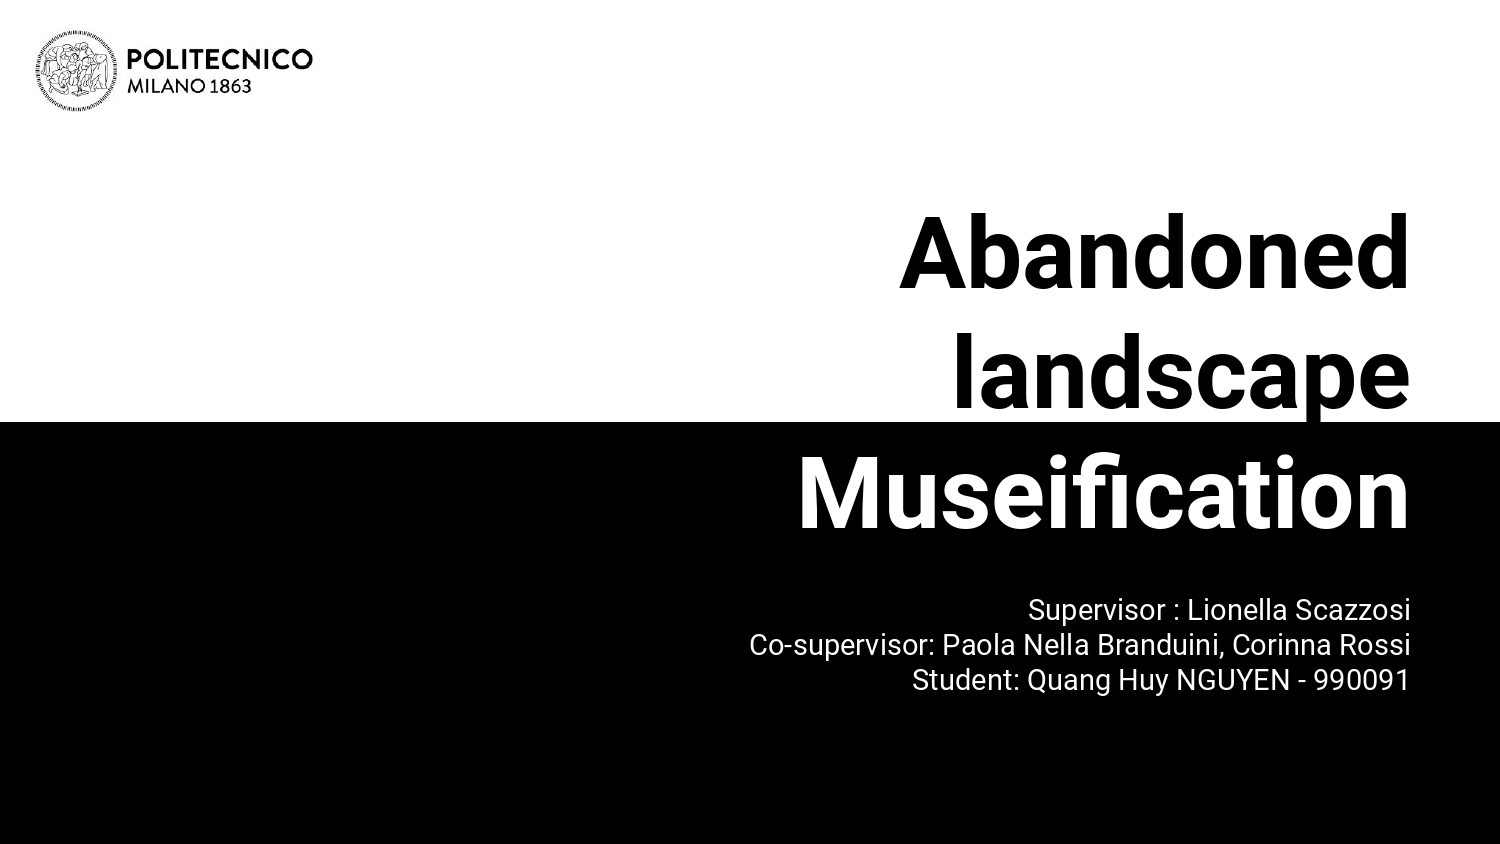 POLITECNICO
MILANO 1863
Abandoned
landscape
Museification
Supervisor : Lionella Scazzosi
Co-supervisor: Paola Nella Branduini, Corinna Rossi
Student: Quang Huy NGUYEN - 990091